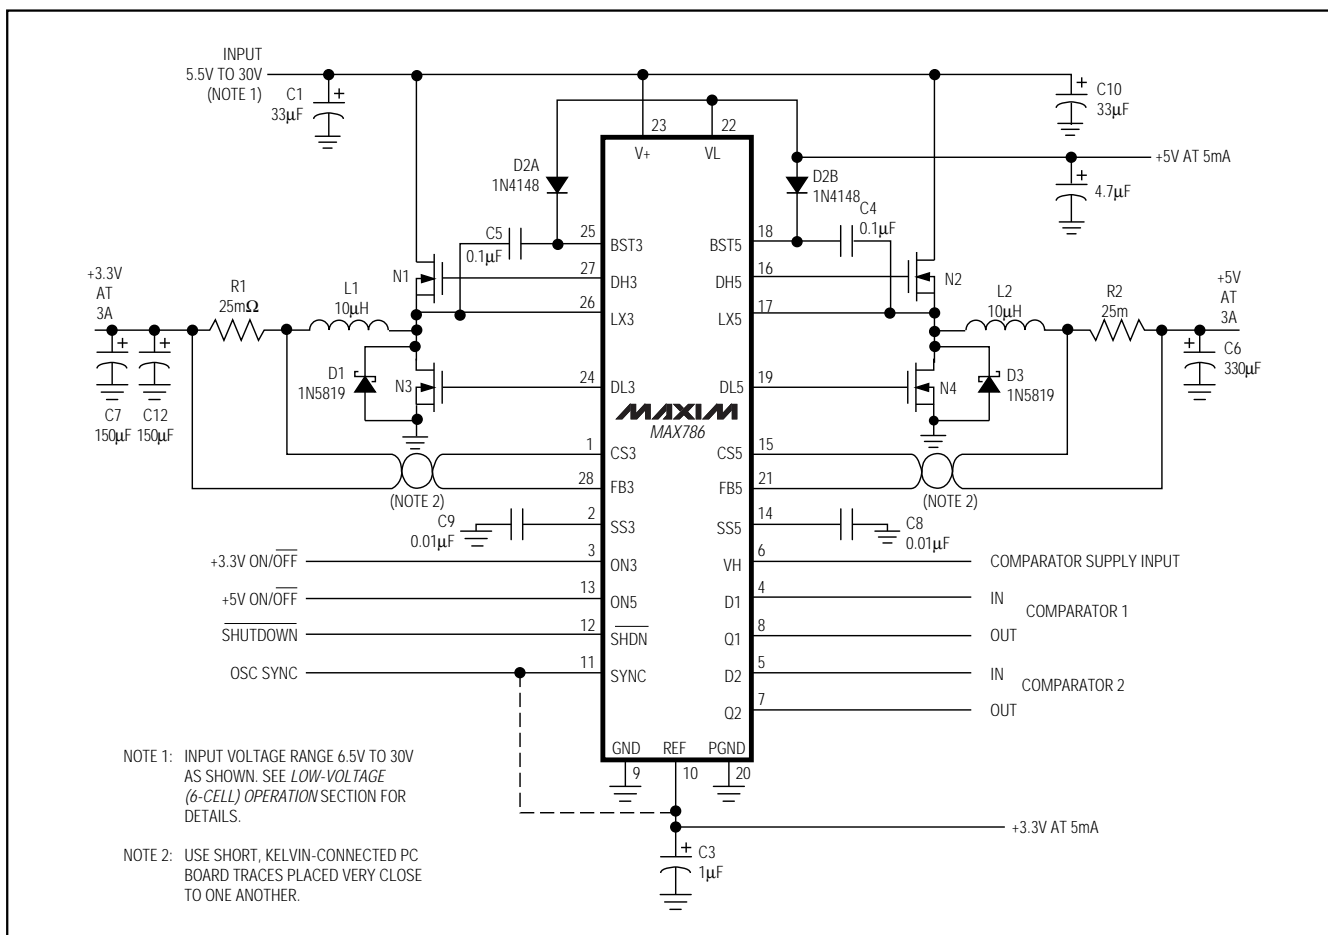 INPUT
5.5V TO 30V
(NOTE 1)
C1
33µF
C10
33µF
23
22
V+
VL
+5V AT 5mA
4.7µF
D2A
1N4148
D2B
1N4148
C5
0.1µF
C4
0.1µF
25
BST3
BST5
18
N1
27
DH3
DH5
16
N2
26
LX3
LX5
17
+3.3V
AT
3A
R1
25mΩ
L1
10µH
L2
10µH
R2
25m
+5V
AT
3A
C7
150µF
C12
150µF
D1
1N5819
N3
24
DL3
DL5
19
N4
D3
1N5819
C6
330µF
MAXIM
MAX786
1
CS3
CS5
15
28
FB3
FB5
21
(NOTE 2)
(NOTE 2)
C9
0.01µF
2
SS3
SS5
14
C8
0.01µF
+3.3V ON/OFF
3
ON3
VH
6
COMPARATOR SUPPLY INPUT
+5V ON/OFF
13
ON5
D1
4
IN
COMPARATOR 1
SHUTDOWN
12
SHDN
Q1
8
OUT
OSC SYNC
11
SYNC
D2
5
IN
COMPARATOR 2
Q2
7
OUT
GND
REF
PGND
9
10
20
+3.3V AT 5mA
C3
1µF
NOTE 1: INPUT VOLTAGE RANGE 6.5V TO 30V
AS SHOWN. SEE LOW-VOLTAGE
(6-CELL) OPERATION SECTION FOR
DETAILS.
NOTE 2: USE SHORT, KELVIN-CONNECTED PC
BOARD TRACES PLACED VERY CLOSE
TO ONE ANOTHER.